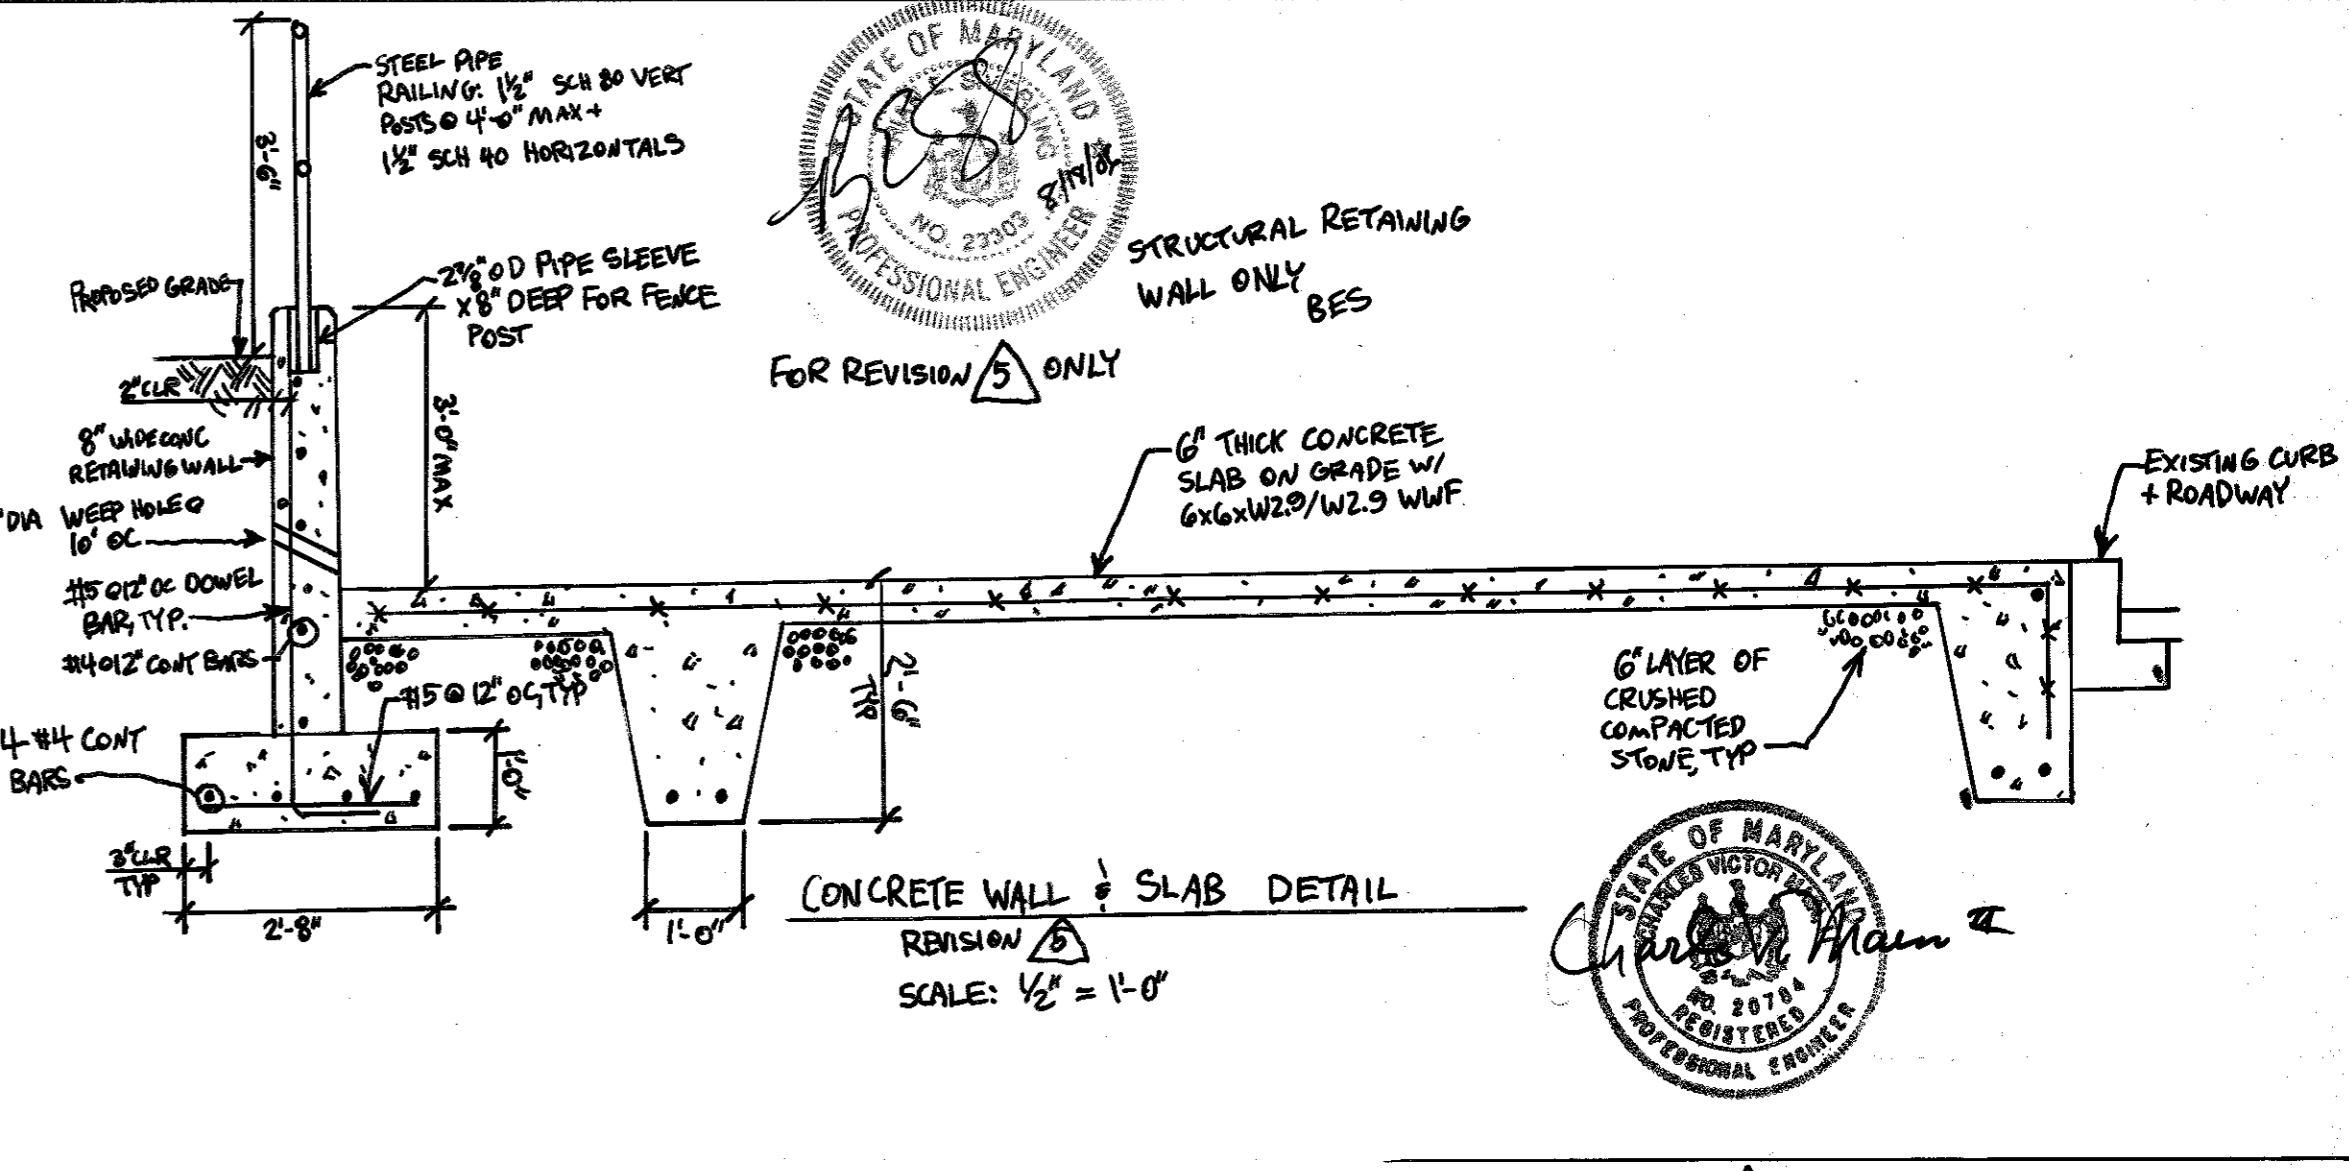 STEEL PIPE
RAILING: 1½" SCH 80 VERT
POSTS @ 4'-0" MAX +
1½" SCH 40 HORIZONTALS
3'-6"
PROPOSED GRADE
2⅜" OD PIPE SLEEVE
x 8" DEEP FOR FENCE
POST
2" CLR
8" WIDE CONC
RETAINING WALL
3'-0" MAX
"DIA WEEP HOLE @
10' OC
#5 @12" OC DOWEL
BAR, TYP.
#4@12" CONT BARS
#5 @ 12" OC, TYP
4-#4 CONT
BARS
1'-0"
3" CLR
TYP
2'-8"
STATE OF MARYLAND
NO. 23303
PROFESSIONAL ENGINEER
STRUCTURAL RETAINING
WALL ONLY
BES
FOR REVISION 5 ONLY
6" THICK CONCRETE
SLAB ON GRADE W/
6x6xW2.9/W2.9 WWF
EXISTING CURB
+ ROADWAY
2'-6"
TYP
6" LAYER OF
CRUSHED
COMPACTED
STONE, TYP
1'-0"
CONCRETE WALL & SLAB DETAIL
REVISION 5
SCALE: ½" = 1'-0"
STATE OF MARYLAND
CHARLES VICTOR
NO. 20784
REGISTERED
PROFESSIONAL ENGINEER